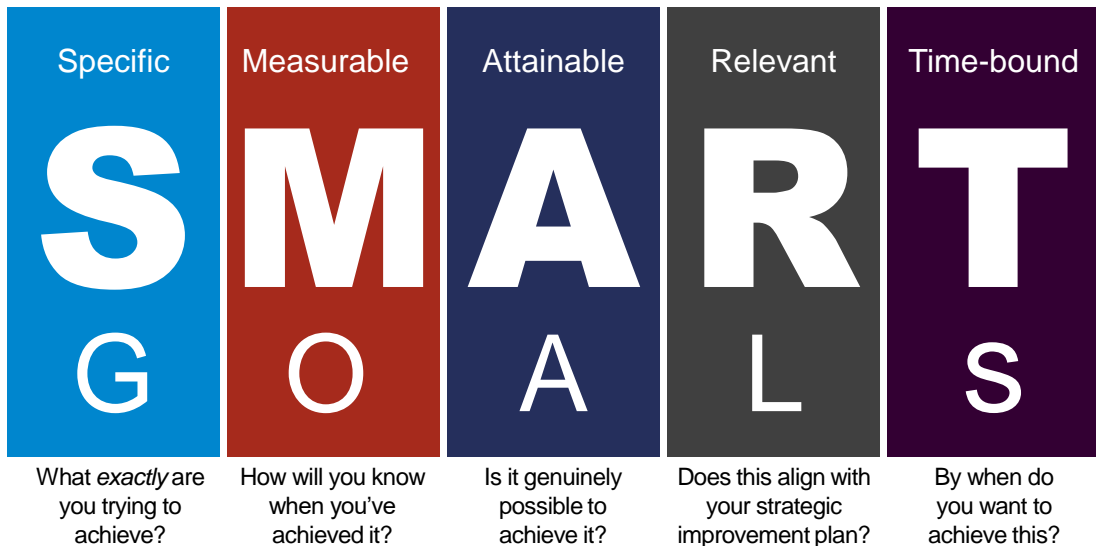 Specific Measurable Attainable Relevant Time-bound
S M A R T
G O A L S
What exactly are How will you know Is it genuinely Does this align with By when do
you trying to when you've possible to your strategic you want to
achieve? achieved it? achieve it? improvement plan? achieve this?